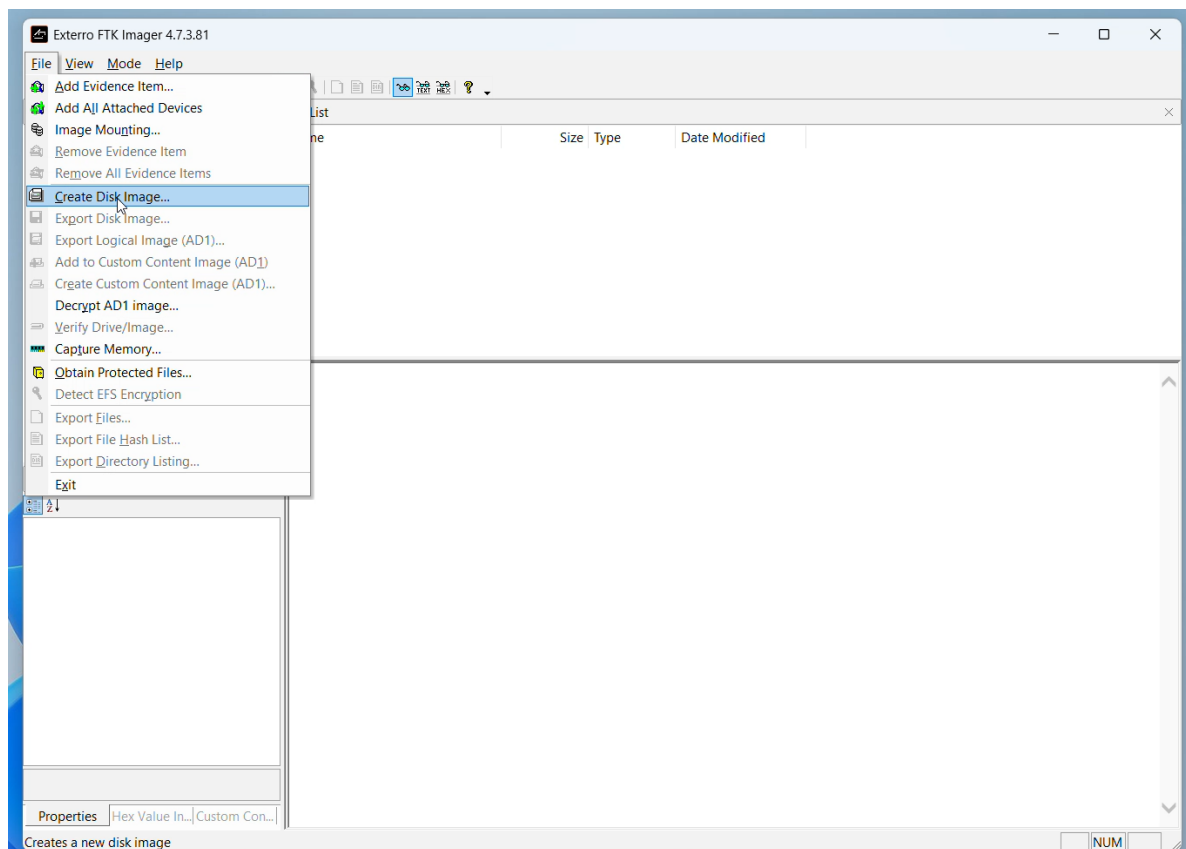 Exterro FTK Imager 4.7.3.81
File View Mode Help
Add Evidence Item...
Add All Attached Devices
List
Image Mounting...
me Size Type Date Modified
Remove Evidence Item
Remove All Evidence Items
Create Disk Image...
Export Disk Image...
Export Logical Image (AD1)...
Add to Custom Content Image (AD1)
Create Custom Content Image (AD1)...
Decrypt AD1 image...
Verify Drive/Image...
Capture Memory...
Obtain Protected Files...
Detect EFS Encryption
Export Files...
Export File Hash List...
Export Directory Listing...
Exit
Properties Hex Value In... Custom Con...
Creates a new disk image NUM